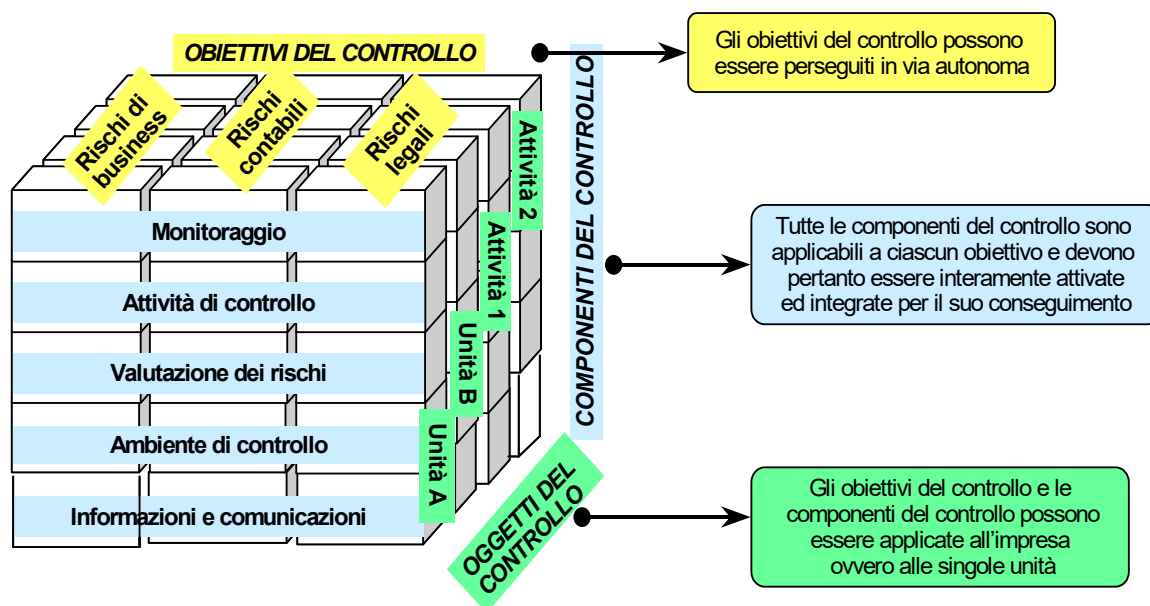 OBIETTIVI DEL CONTROLLO
Rischi di
business
Rischi
contabili
Rischi
legali
Monitoraggio
Attività di controllo
Valutazione dei rischi
Ambiente di controllo
Informazioni e comunicazioni
Unità A
Unità B
Attività 1
Attività 2
COMPONENTI DEL CONTROLLO
OGGETTI DEL
CONTROLLO
Gli obiettivi del controllo possono
essere perseguiti in via autonoma
Tutte le componenti del controllo sono
applicabili a ciascun obiettivo e devono
pertanto essere interamente attivate
ed integrate per il suo conseguimento
Gli obiettivi del controllo e le
componenti del controllo possono
essere applicate all'impresa
ovvero alle singole unità